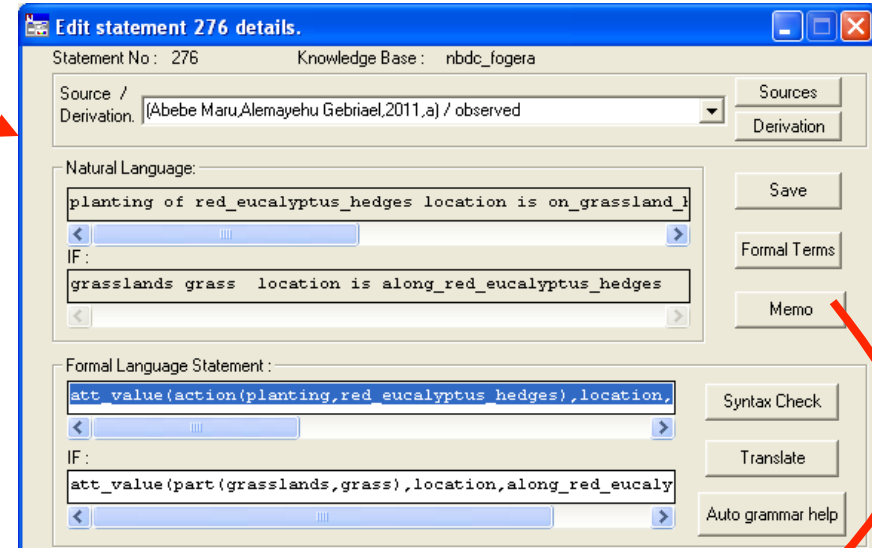 Edit statement 276 details.
Statement No : 276 Knowledge Base : nbdc_fogera
Source /
Derivation. (Abebe Maru,Alemayehu Gebriael,2011,a) / observed
Sources
Derivation
Natural Language:
planting of red_eucalyptus_hedges location is on_grassland_
Save
IF :
Formal Terms
grasslands grass location is along_red_eucalyptus_hedges
Memo
Formal Language Statement :
att_value(action(planting,red_eucalyptus_hedges),location,
Syntax Check
IF :
Translate
att_value(part(grasslands,grass),location,along_red_eucaly
Auto grammar help